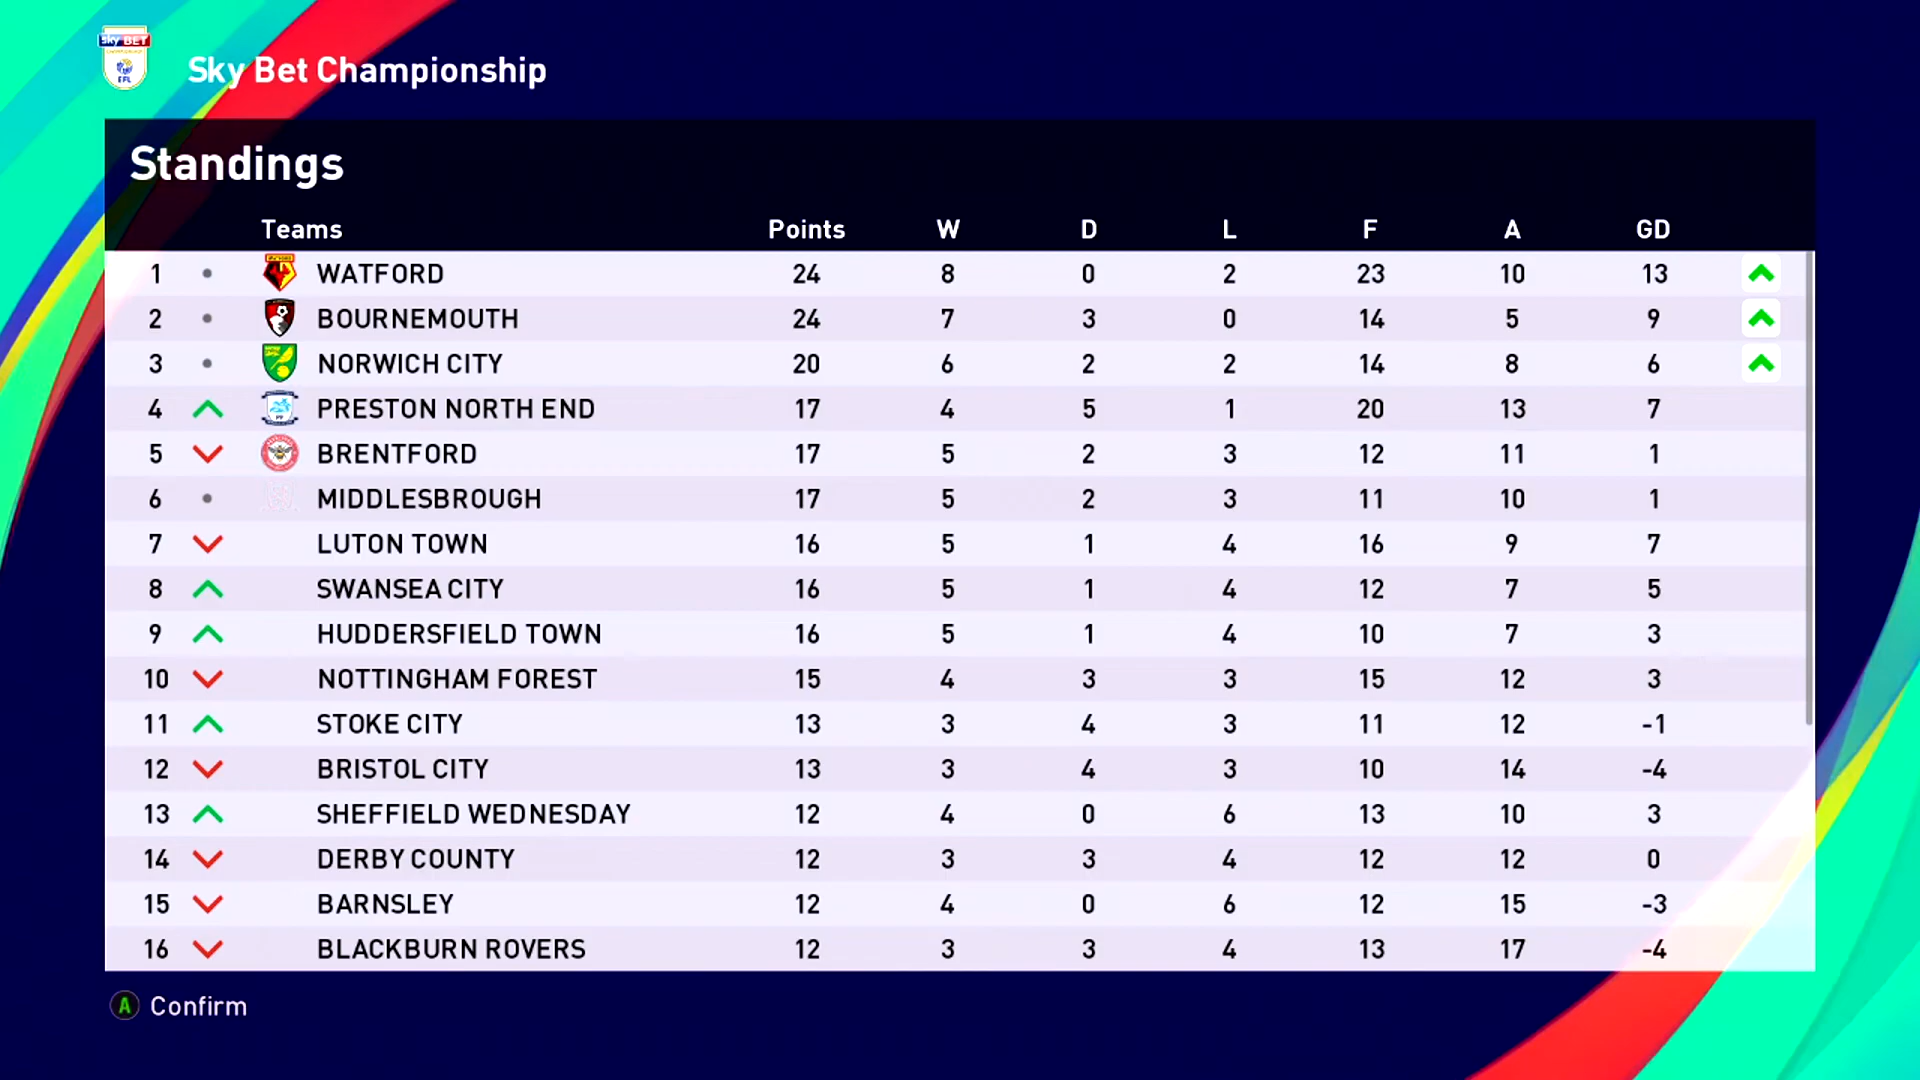 sky BET
EFL
Sky Bet Championship
Standings
Teams Points W D L F A GD
1 WATFORD 24 8 0 2 23 10 13
2 BOURNEMOUTH 24 7 3 0 14 5 9
3 NORWICH CITY 20 6 2 2 14 8 6
4 PRESTON NORTH END 17 4 5 1 20 13 7
5 BRENTFORD 17 5 2 3 12 11 1
6 MIDDLESBROUGH 17 5 2 3 11 10 1
7 LUTON TOWN 16 5 1 4 16 9 7
8 SWANSEA CITY 16 5 1 4 12 7 5
9 HUDDERSFIELD TOWN 16 5 1 4 10 7 3
10 NOTTINGHAM FOREST 15 4 3 3 15 12 3
11 STOKE CITY 13 3 4 3 11 12 -1
12 BRISTOL CITY 13 3 4 3 10 14 -4
13 SHEFFIELD WEDNESDAY 12 4 0 6 13 10 3
14 DERBY COUNTY 12 3 3 4 12 12 0
15 BARNSLEY 12 4 0 6 12 15 -3
16 BLACKBURN ROVERS 12 3 3 4 13 17 -4
A Confirm